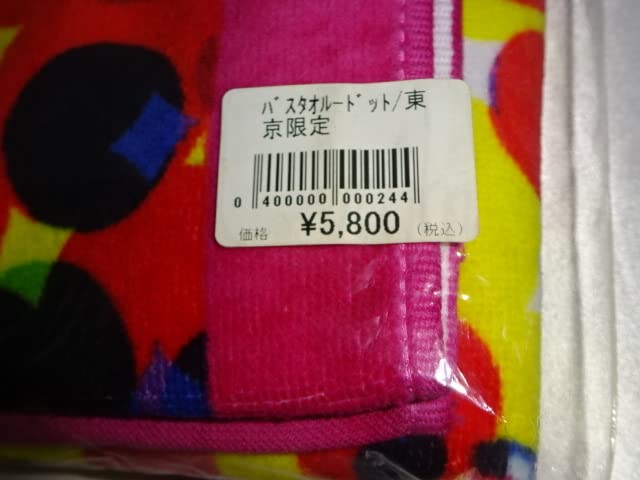 ﾊﾞｽﾀｵﾙｰﾄﾞｯﾄ/東
京限定
0 400000 000244
価格 ¥5,800 (税込)